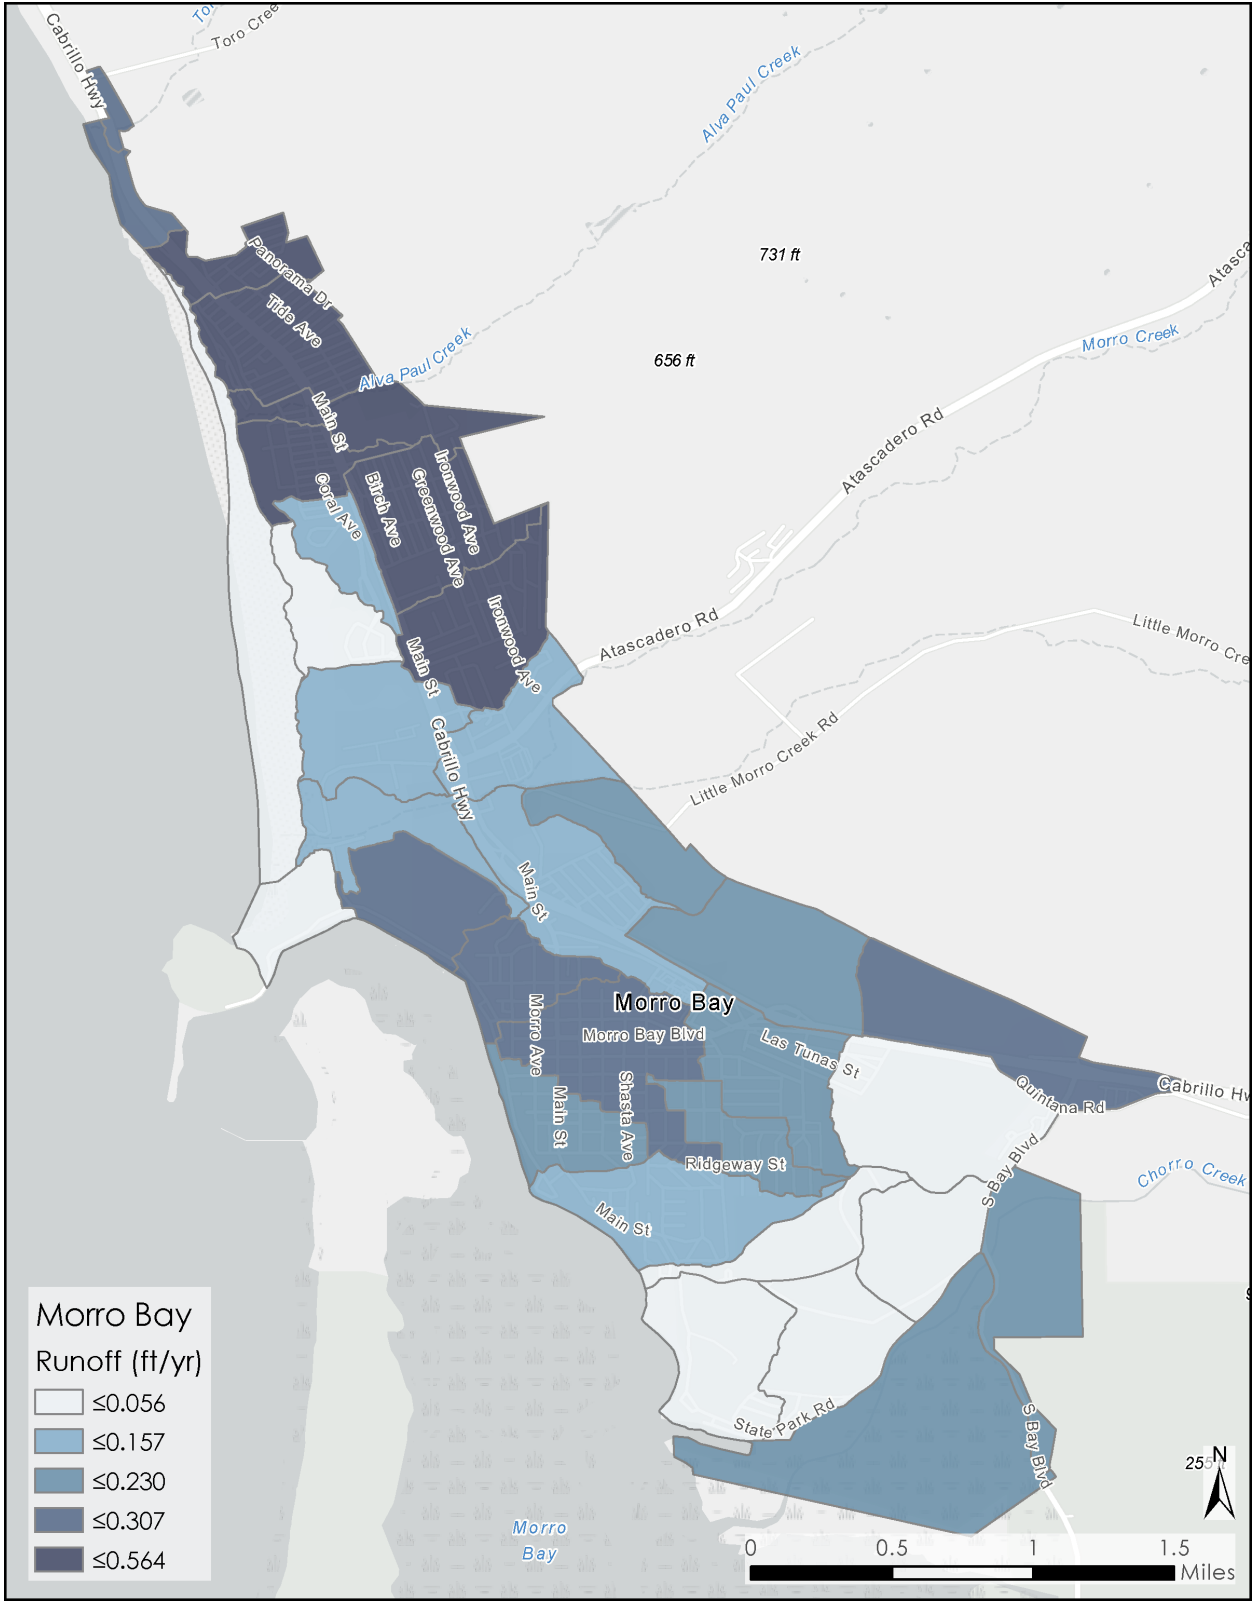 Cabrillo Hwy
Toro Cree
Alva Paul Creek
731 ft
Atasca
Panorama Dr
Tide Ave
Morro Creek
Alva Paul Creek
656 ft
Main St
Atascadero Rd
Coral Ave
Birch Ave
Greenwood Ave
Ironwood Ave
Ironwood Ave
Atascadero Rd
Little Morro Cre
Main St
Cabrillo Hwy
Little Morro Creek Rd
Main St
Morro Bay
Morro Ave
Morro Bay Blvd
Las Tunas St
Main St
Shasta Ave
Quintana Rd
Cabrillo Hw
Ridgeway St
S Bay Blvd
Chorro Creek
Main St
State Park Rd
S Bay Blvd
Morro Bay
Runoff (ft/yr)
≤0.056
≤0.157
≤0.230
≤0.307
≤0.564
Morro
Bay
N
0 0.5 1 1.5
Miles